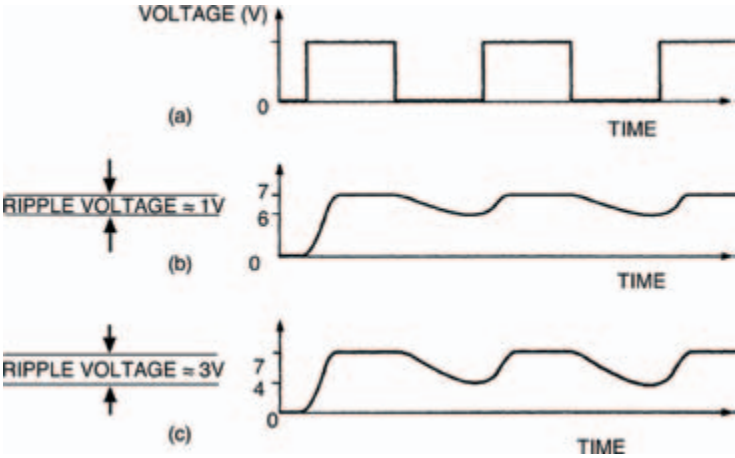 VOLTAGE (V)
0
(a)
TIME
7
RIPPLE VOLTAGE ≈ 1V
6
(b)
0
TIME
7
RIPPLE VOLTAGE ≈ 3V
4
0
(c)
TIME